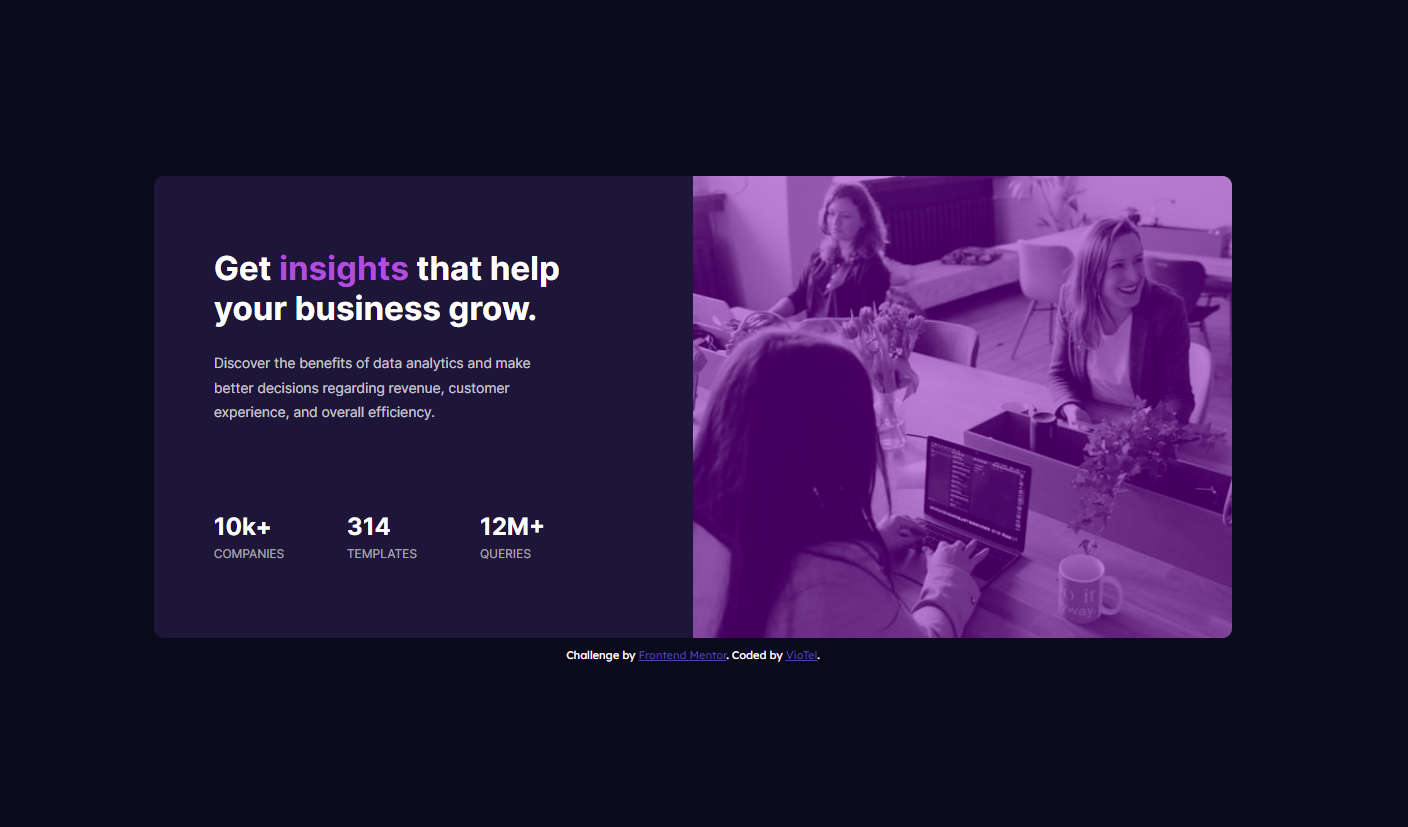 Get insights that help
your business grow.
Discover the benefits of data analytics and make
better decisions regarding revenue, customer
experience, and overall efficiency.
10k+ 314 12M+
COMPANIES TEMPLATES QUERIES
Challenge by Frontend Mentor. Coded by VioTel.